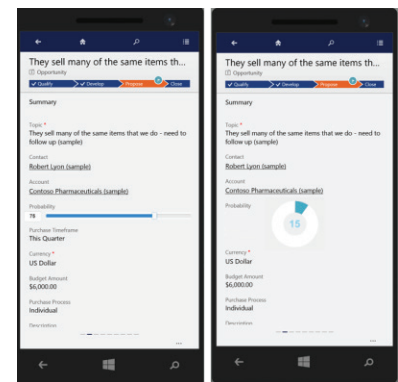 They sell many of the same items th...
Opportunity
Qualify
Develop
Propose
Close
Summary
Topic *
They sell many of the same items that we do - need to
follow up (sample)
Contact
Robert Lyon (sample)
Account
Contoso Pharmaceuticals (sample)
Probability
78
Purchase Timeframe
This Quarter
Currency *
US Dollar
Budget Amount
$6,000.00
Purchase Process
Individual
Description
...
They sell many of the same items th...
Opportunity
Qualify
Develop
Propose
Close
Summary
Topic *
They sell many of the same items that we do - need to
follow up (sample)
Contact
Robert Lyon (sample)
Account
Contoso Pharmaceuticals (sample)
Probability
15
Currency *
US Dollar
Budget Amount
$6,000.00
Purchase Process
Individual
Description
...